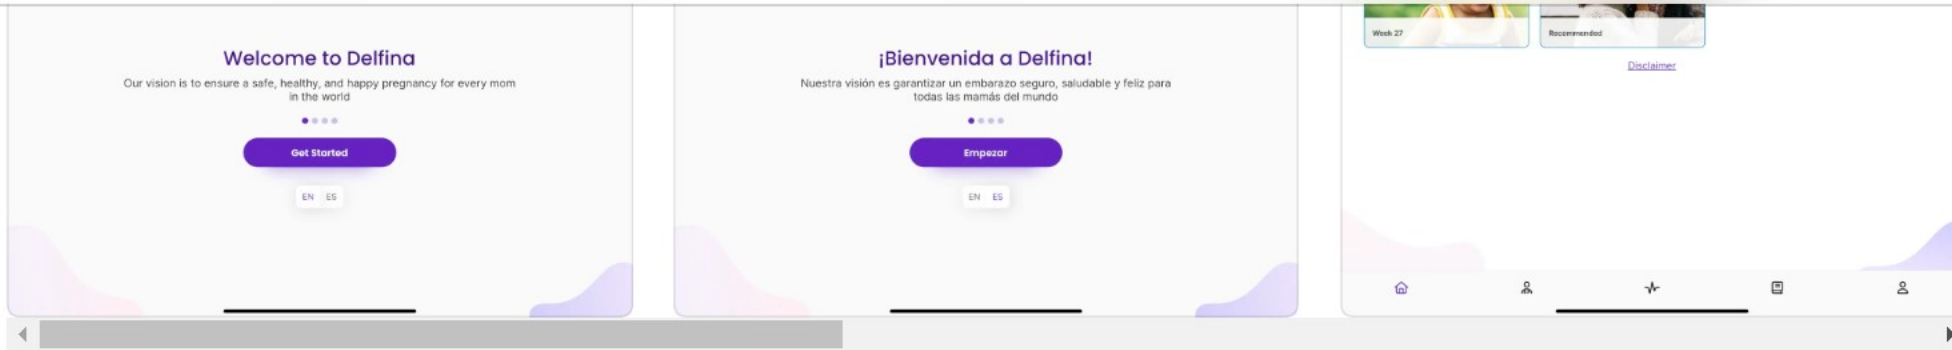 Welcome to Delfina
Our vision is to ensure a safe, healthy, and happy pregnancy for every mom
in the world
Get Started
EN ES
¡Bienvenida a Delfina!
Nuestra visión es garantizar un embarazo seguro, saludable y feliz para
todas las mamás del mundo
Empezar
EN ES
Week 27
Recommended
Disclaimer